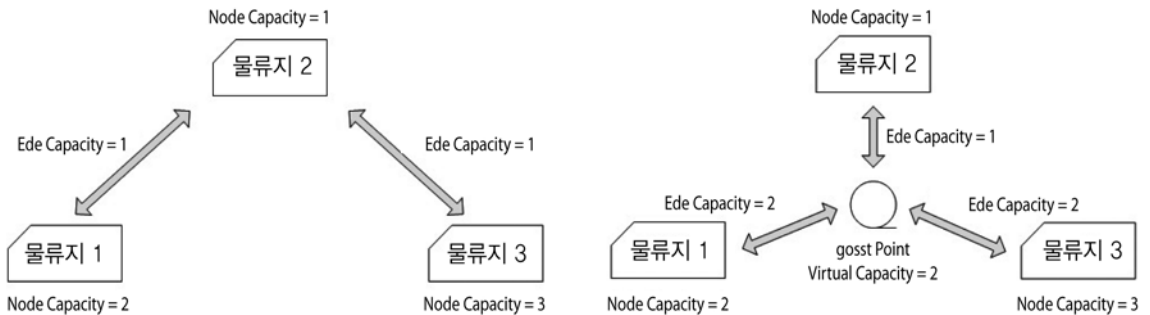 Node Capacity = 1
물류지 2
Ede Capacity = 1
Ede Capacity = 1
물류지 1
물류지 3
Node Capacity = 2
Node Capacity = 3
Node Capacity = 1
물류지 2
Ede Capacity = 1
Ede Capacity = 2
Ede Capacity = 2
물류지 1
gosst Point
Virtual Capacity = 2
물류지 3
Node Capacity = 2
Node Capacity = 3